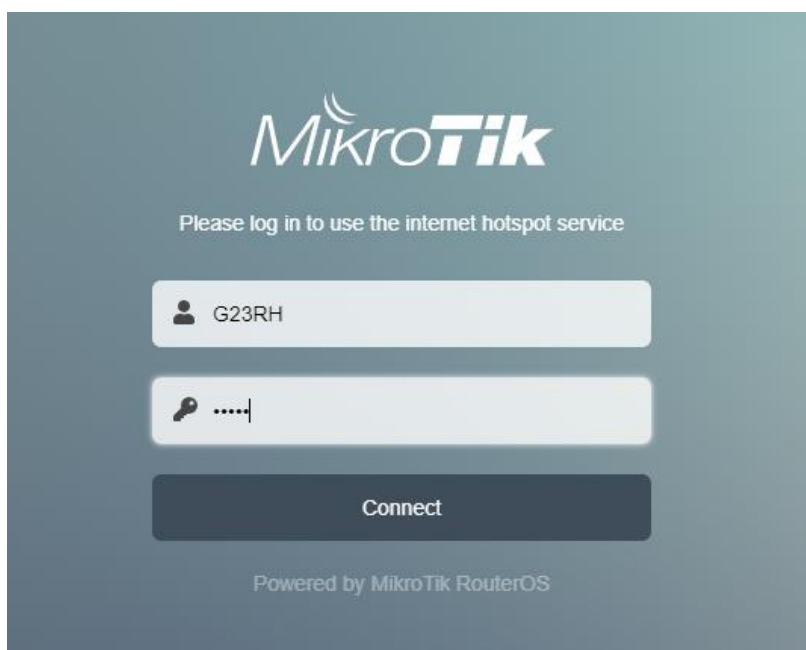 MikroTik
Please log in to use the internet hotspot service
G23RH
•••••
Connect
Powered by MikroTik RouterOS